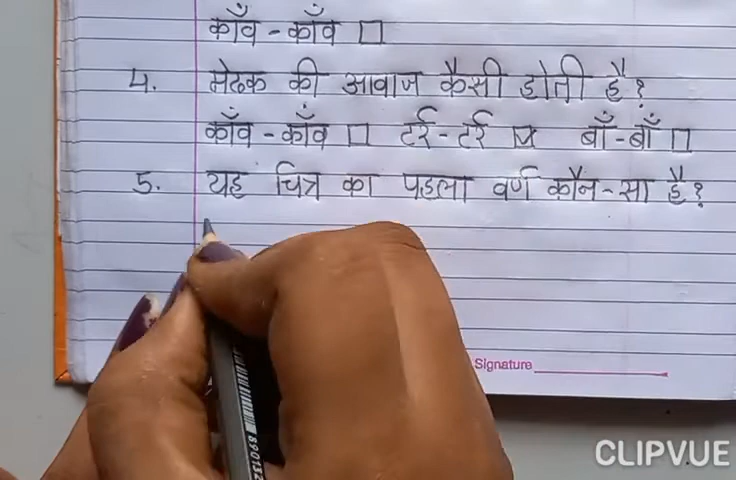 काँव - काँव □
4. मेढक की आवाज कैसी होती है?
काँव - काँव □ टर्र - टर्र ☑ बाँ - बाँ □
5. यह चित्र का पहला वर्ण कौन - सा है?
Signature
CLIPVUE